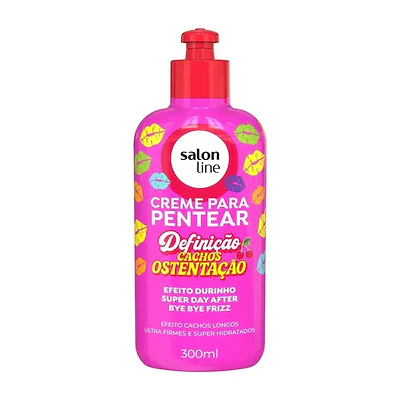 salon
line
CREME PARA
PENTEAR
Definição
CACHOS
OSTENTAÇÃO
EFEITO DURINHO
SUPER DAY AFTER
BYE BYE FRIZZ
EFEITO CACHOS LONGOS
ULTRA FIRMES E SUPER HIDRATADOS
300ml